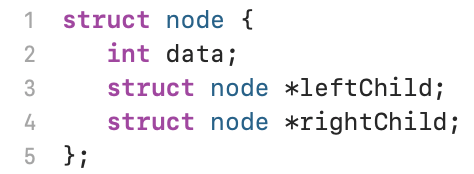 1 struct node {
2    int data;
3    struct node *leftChild;
4    struct node *rightChild;
5 };